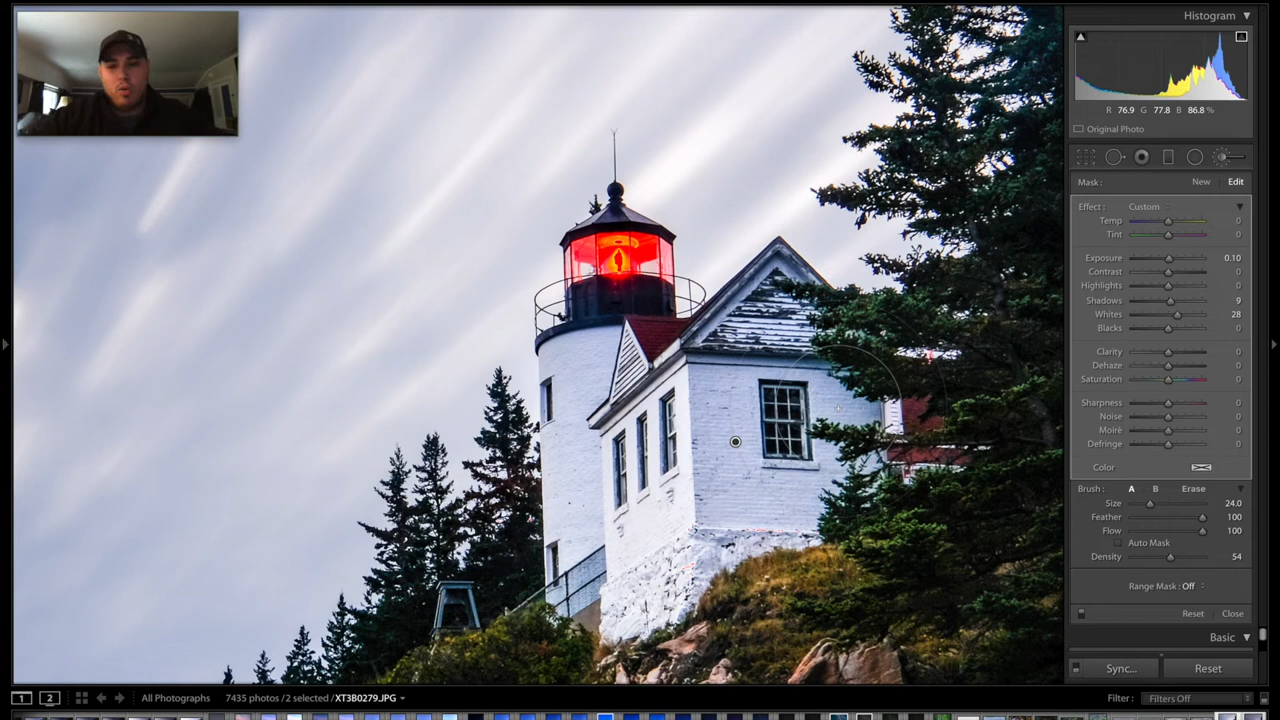 Histogram
R 76.9 G 77.8 B 86.8 %
Original Photo
Mask : New Edit
Effect : Custom
Temp 0
Tint 0
Exposure 0.10
Contrast 0
Highlights 0
Shadows 9
Whites 28
Blacks 0
Clarity 0
Dehaze 0
Saturation 0
Sharpness 0
Noise 0
Moiré 0
Defringe 0
Color
Brush : A B Erase
Size 24.0
Feather 100
Flow 100
Auto Mask
Density 54
Range Mask : Off
Reset Close
Basic
Sync... Reset
1 2 All Photographs 7435 photos /2 selected /XT3B0279.JPG Filter : Filters Off